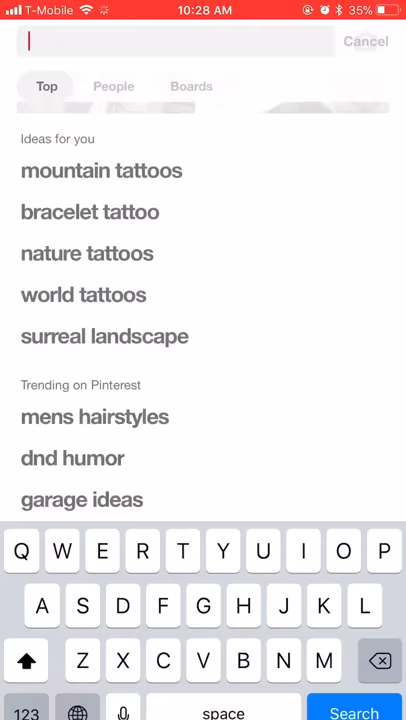 T-Mobile 10:28 AM 35%
Cancel
Top People Boards
Ideas for you
mountain tattoos
bracelet tattoo
nature tattoos
world tattoos
surreal landscape
Trending on Pinterest
mens hairstyles
dnd humor
garage ideas
Q W E R T Y U I O P
A S D F G H J K L
Z X C V B N M
123 space Search